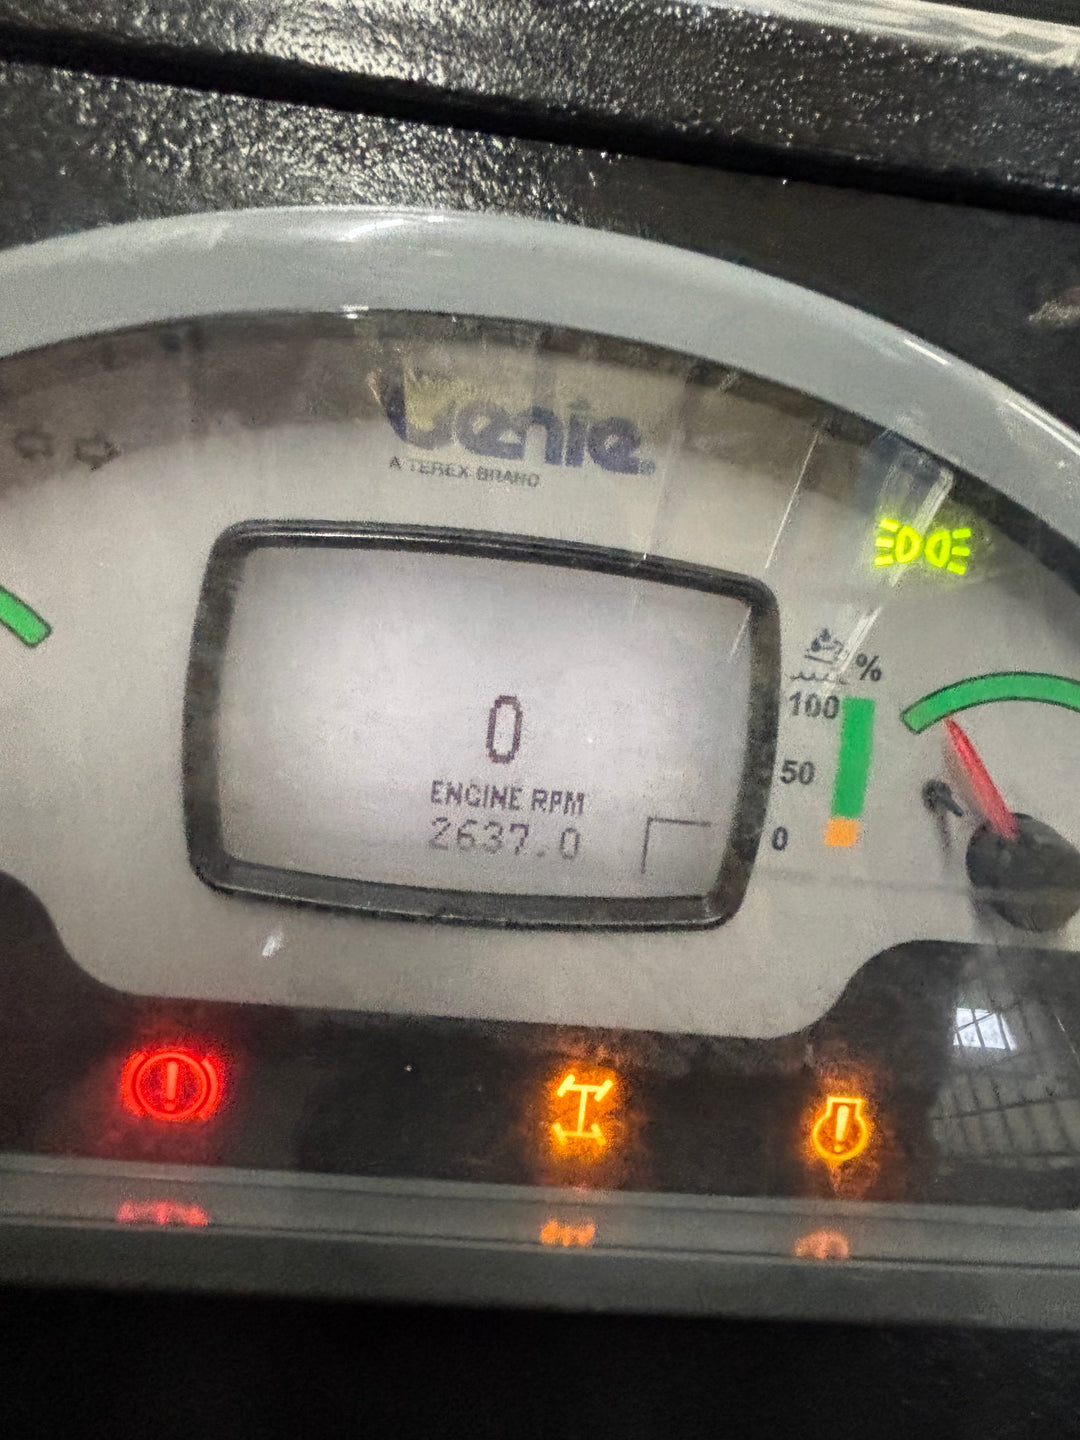 Genie
A TEREX BRAND
%
100
50
0
0
ENGINE RPM
2637.0